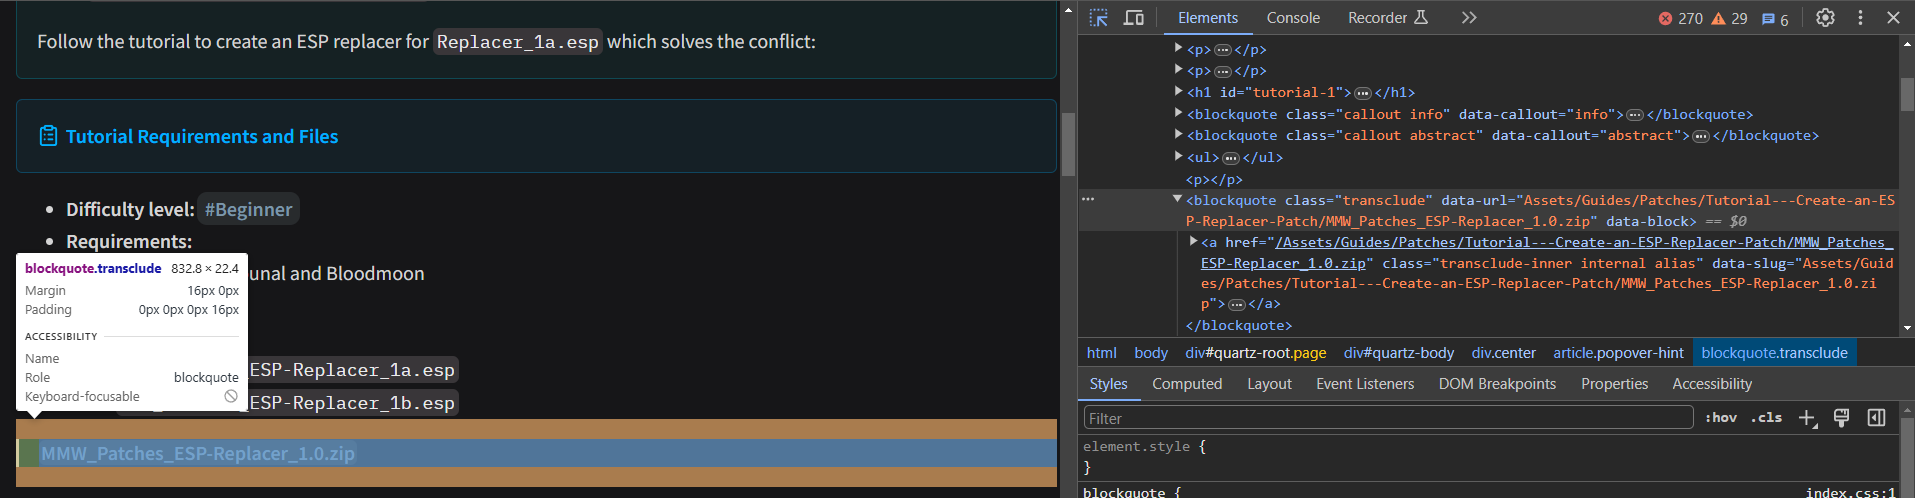 Follow the tutorial to create an ESP replacer for Replacer_1a.esp which solves the conflict:
Tutorial Requirements and Files
Difficulty level: #Beginner
Requirements:
unal and Bloodmoon
_ESP-Replacer_1a.esp
_ESP-Replacer_1b.esp
MMW_Patches_ESP-Replacer_1.0.zip
blockquote.transclude 832.8 × 22.4
Margin 16px 0px
Padding 0px 0px 0px 16px
ACCESSIBILITY
Name
Role blockquote
Keyboard-focusable
Elements Console Recorder 270 29 6
<p>…</p>
<p>…</p>
<h1 id="tutorial-1">…</h1>
<blockquote class="callout info" data-callout="info">…</blockquote>
<blockquote class="callout abstract" data-callout="abstract">…</blockquote>
<ul>…</ul>
<p></p>
<blockquote class="transclude" data-url="Assets/Guides/Patches/Tutorial---Create-an-ES
P-Replacer-Patch/MMW_Patches_ESP-Replacer_1.0.zip" data-block> == $0
<a href="/Assets/Guides/Patches/Tutorial---Create-an-ESP-Replacer-Patch/MMW_Patches_
ESP-Replacer_1.0.zip" class="transclude-inner internal alias" data-slug="Assets/Guid
es/Patches/Tutorial---Create-an-ESP-Replacer-Patch/MMW_Patches_ESP-Replacer_1.0.zi
p">…</a>
</blockquote>
html body div#quartz-root.page div#quartz-body div.center article.popover-hint blockquote.transclude
Styles Computed Layout Event Listeners DOM Breakpoints Properties Accessibility
Filter :hov .cls
element.style {
}
blockquote { index.css:1